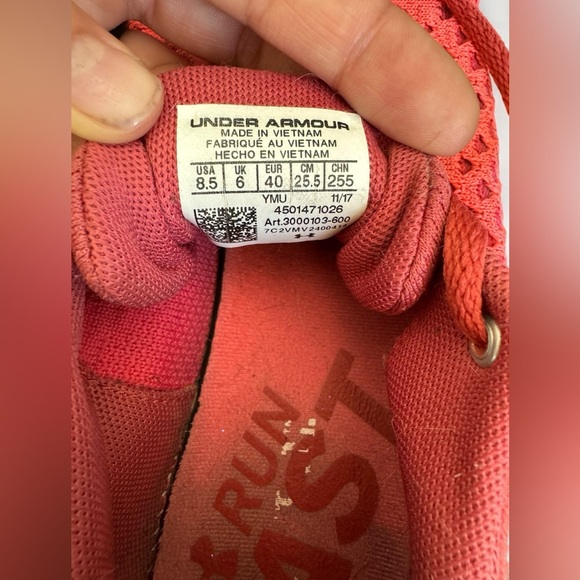 UNDER ARMOUR
MADE IN VIETNAM
FABRIQUÉ AU VIETNAM
HECHO EN VIETNAM
USA UK EUR CM CHN
8.5 6 40 25.5 255
YMU 11/17
4501471026
Art.3000103-600
RUN